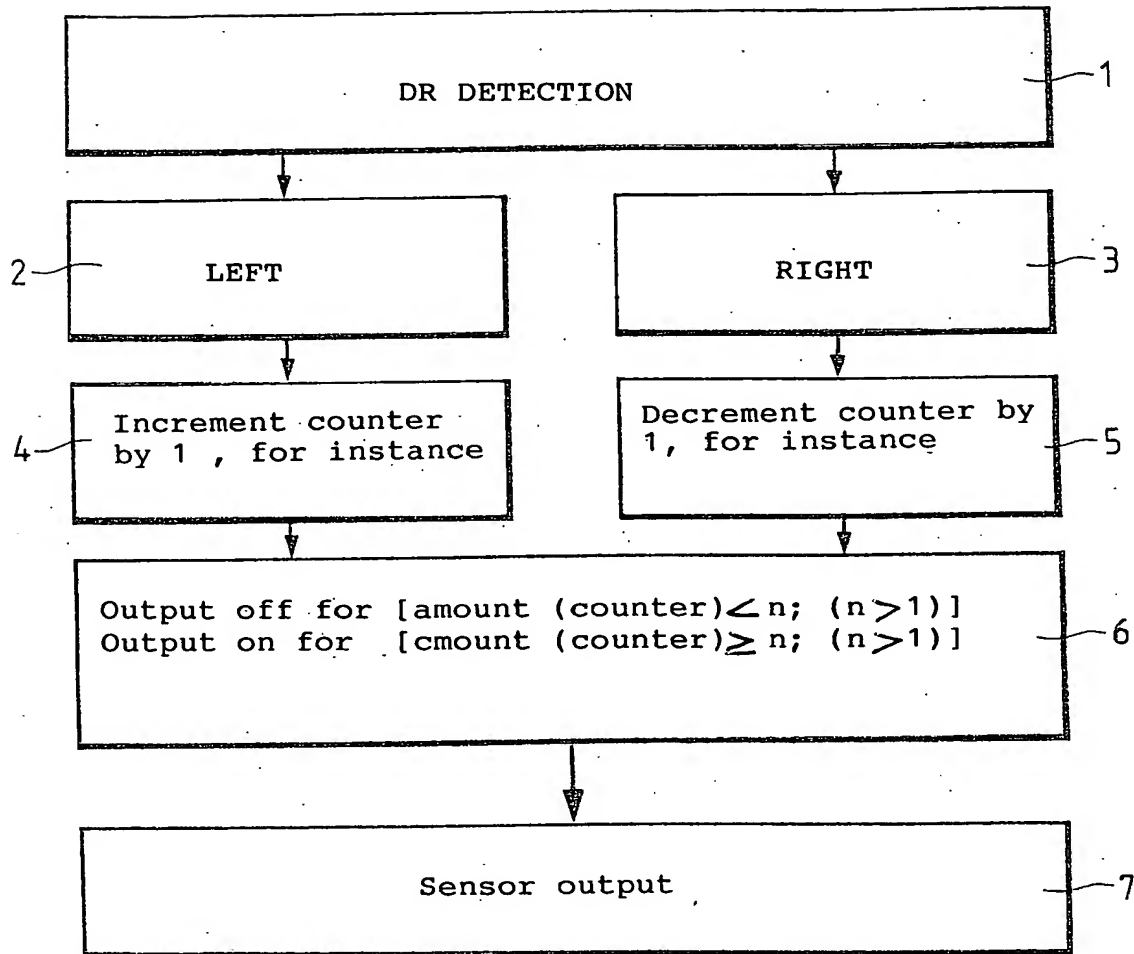 DR DETECTION
1
2
LEFT
RIGHT
3
4
Increment counter
by 1 , for instance
Decrement counter by
1, for instance
5
Output off for [amount (counter)< n; (n>1)]
Output on for [cmount (counter)≥ n; (n>1)]
6
Sensor output
7